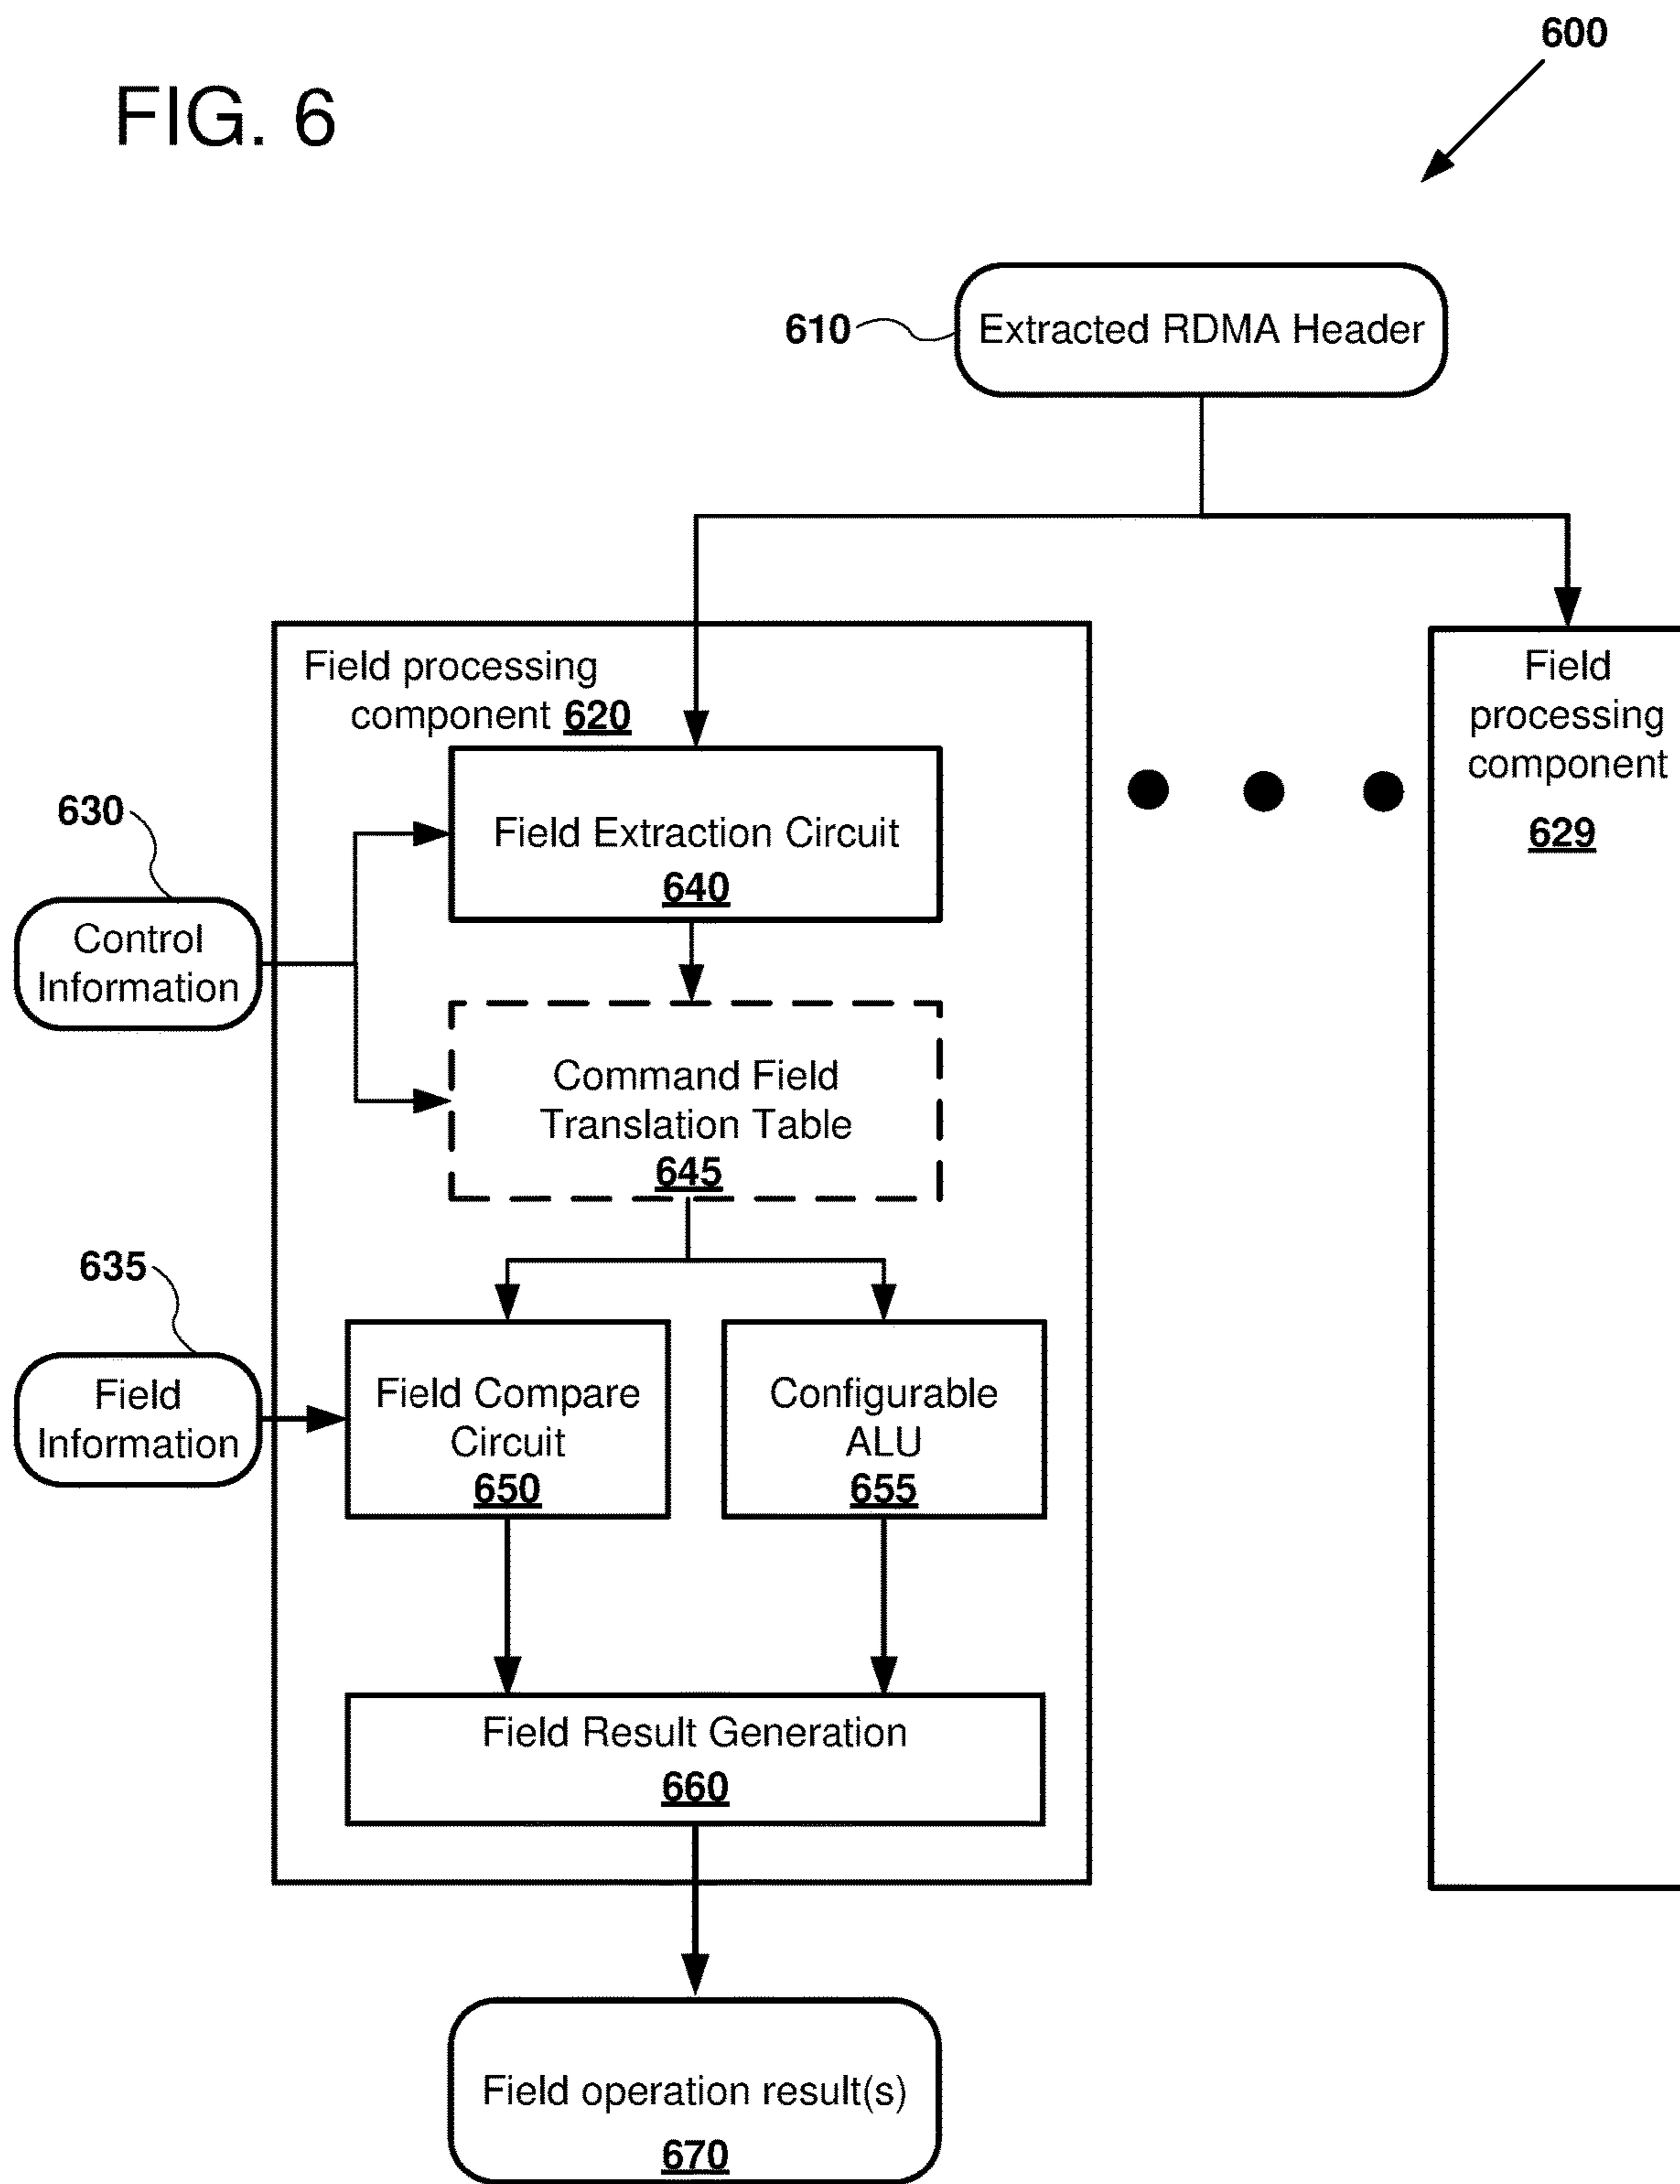 600
FIG. 6
610
Extracted RDMA Header
Field processing
component 620
Field
processing
component
629
630
Field Extraction Circuit
640
Control
Information
Command Field
Translation Table
645
635
Field
Information
Field Compare
Circuit
650
Configurable
ALU
655
Field Result Generation
660
Field operation result(s)
670